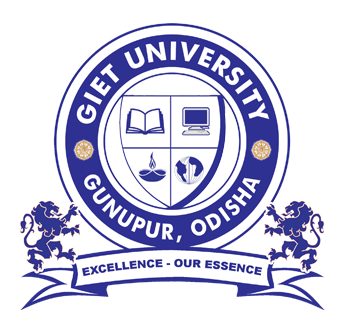 GIET UNIVERSITY
GUNUPUR, ODISHA
EXCELLENCE - OUR ESSENCE